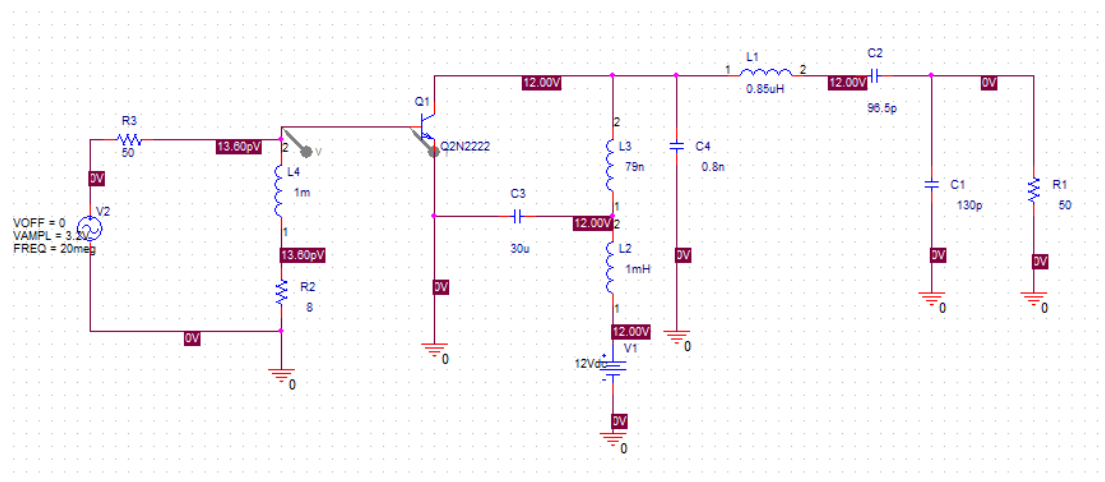 L1
1
2
0.85uH
12.00V
12.00V
C2
96.5p
0V
Q1
Q2N2222
R3
50
13.60pV
V
2
L4
1m
1
0V
V2
VOFF = 0
VAMPL = 3.2V
FREQ = 20meg
13.60pV
R2
8
0V
0
2
L3
79n
1
C4
0.8n
C3
30u
12.00V
2
L2
1mH
1
0V
0
12.00V
V1
12Vdc
0V
0
0V
0
C1
130p
0V
0
R1
50
0V
0